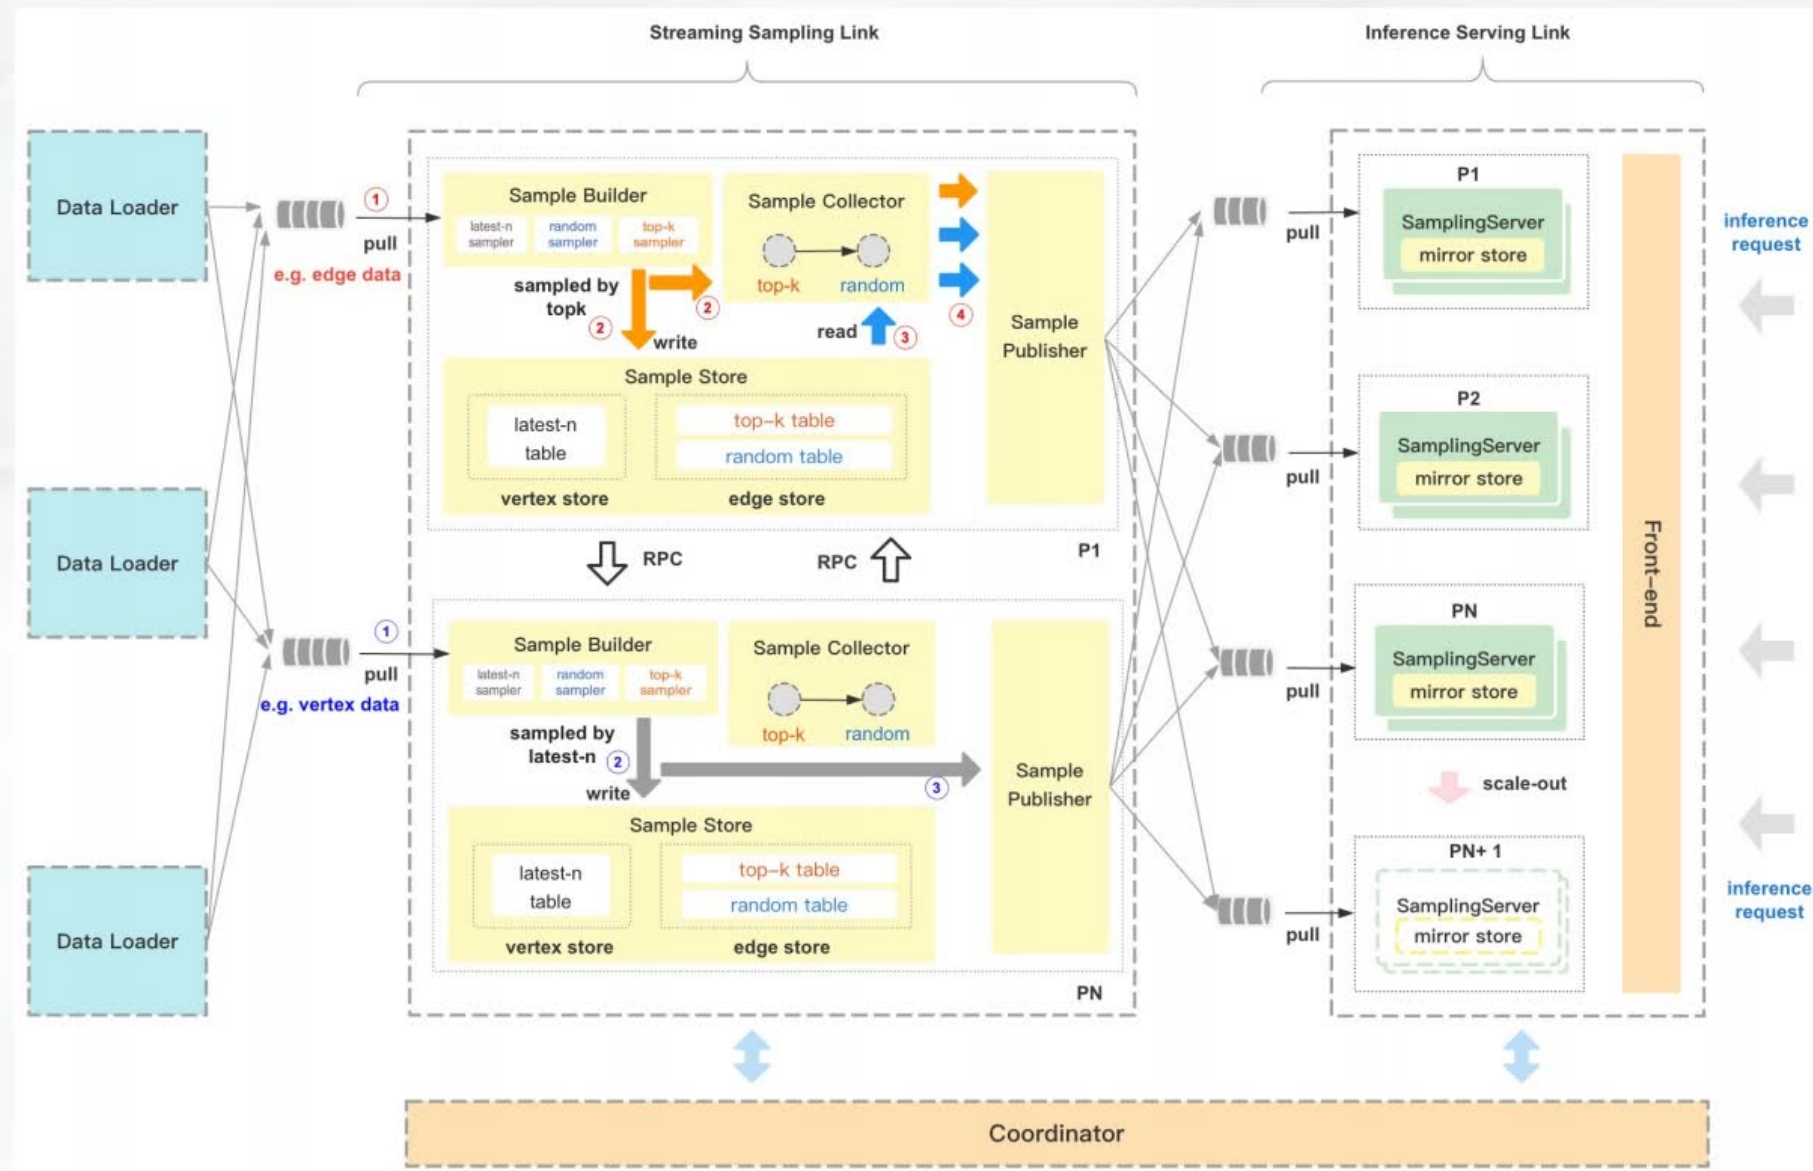 Streaming Sampling Link
Inference Serving Link
Data Loader
Data Loader
Data Loader
①
pull
e.g. edge data
①
pull
e.g. vertex data
Sample Builder
latest-n
sampler
random
sampler
top-k
sampler
Sample Collector
top-k
random
sampled by
topk
②
②
write
read
③
④
Sample
Publisher
Sample Store
latest-n
table
top-k table
random table
vertex store
edge store
P1
RPC
RPC
Sample Builder
latest-n
sampler
random
sampler
top-k
sampler
Sample Collector
top-k
random
sampled by
latest-n
②
write
③
Sample
Publisher
Sample Store
latest-n
table
top-k table
random table
vertex store
edge store
PN
pull
pull
pull
pull
P1
SamplingServer
mirror store
P2
SamplingServer
mirror store
PN
SamplingServer
mirror store
scale-out
PN+ 1
SamplingServer
mirror store
Front-end
inference
request
inference
request
Coordinator